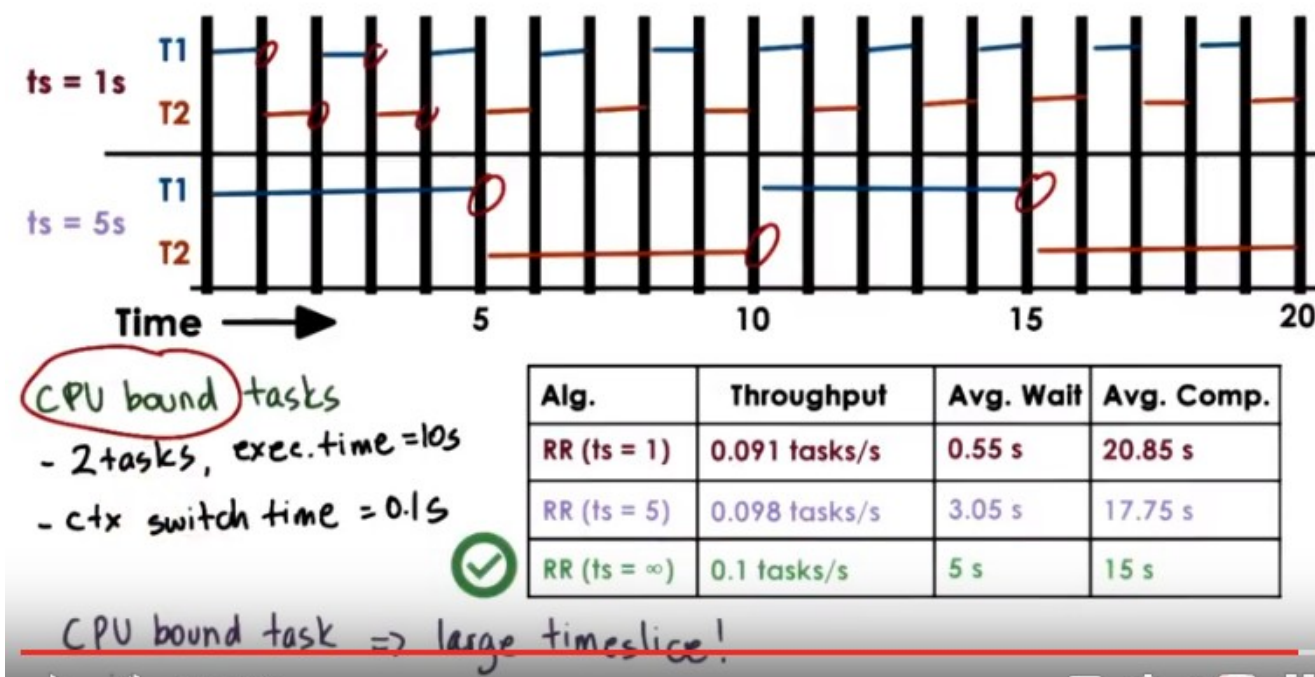 ts = 1s
T1
T2
ts = 5s
T1
T2
Time
5
10
15
20
CPU bound tasks
- 2 tasks, exec.time = 10s
- ctx switch time = 0.1s
Alg. Throughput Avg. Wait Avg. Comp.
RR (ts = 1) 0.091 tasks/s 0.55 s 20.85 s
RR (ts = 5) 0.098 tasks/s 3.05 s 17.75 s
RR (ts = ∞) 0.1 tasks/s 5 s 15 s
CPU bound task => large timeslice!